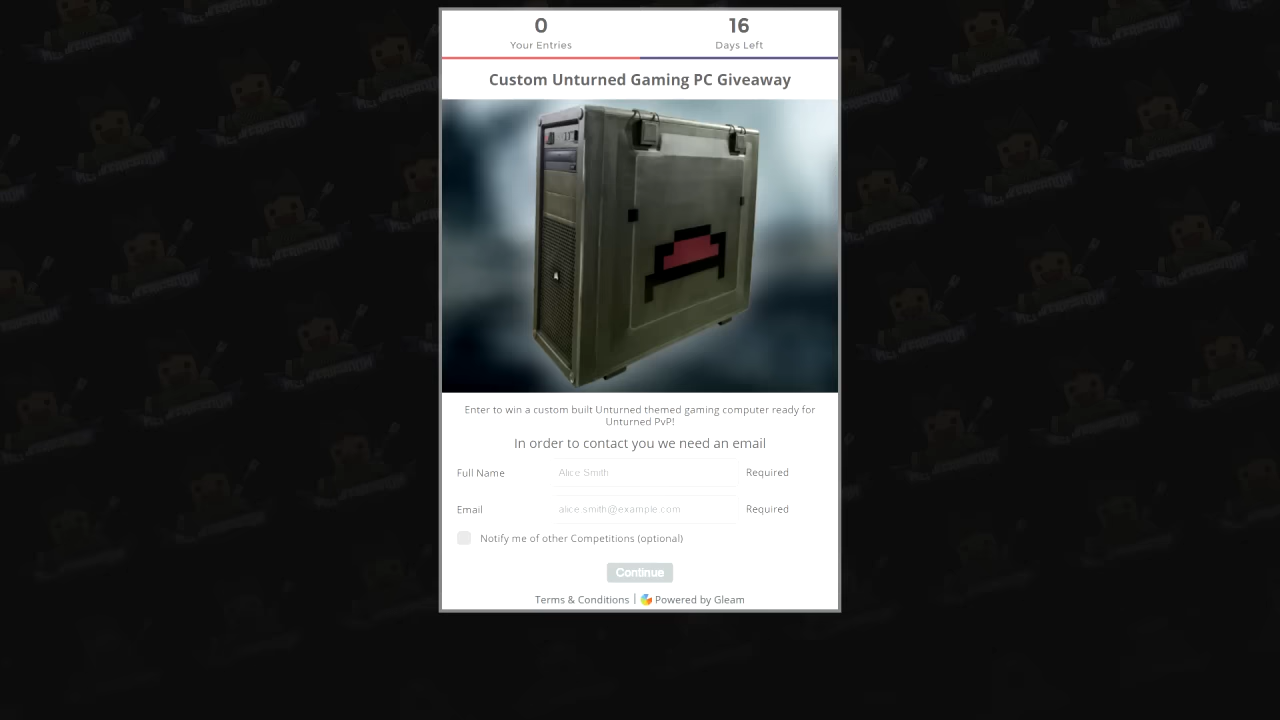 0
Your Entries
16
Days Left
Custom Unturned Gaming PC Giveaway
Enter to win a custom built Unturned themed gaming computer ready for
Unturned PvP!
In order to contact you we need an email
Full Name
Alice Smith
Required
Email
alice.smith@example.com
Required
Notify me of other Competitions (optional)
Continue
Terms & Conditions | Powered by Gleam